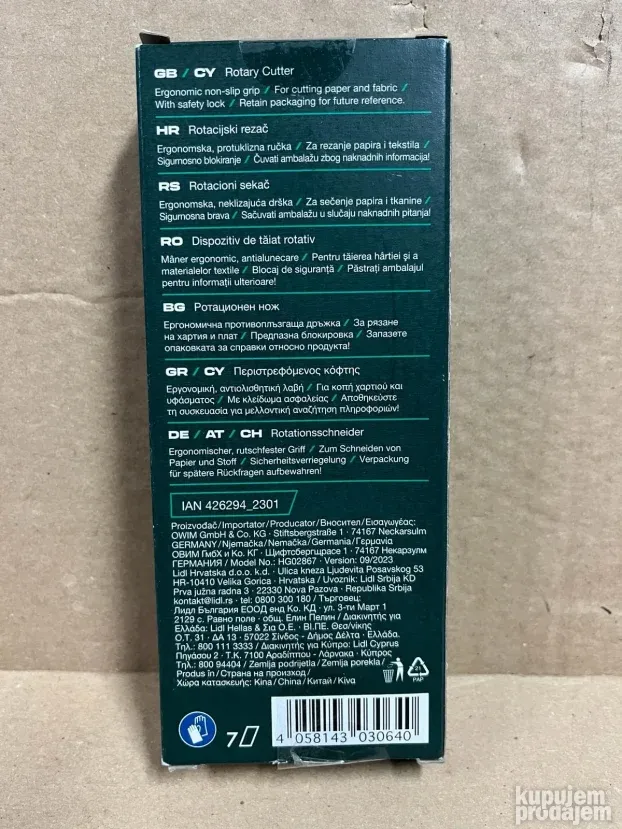 GB / CY Rotary Cutter
Ergonomic non-slip grip / For cutting paper and fabric /
With safety lock / Retain packaging for future reference.
HR Rotacijski rezač
Ergonomska, protuklizna ručka / Za rezanje papira i tekstila /
Sigurnosno blokiranje / Čuvati ambalažu zbog naknadnih informacija!
RS Rotacioni sekač
Ergonomska, neklizajuća drška / Za sečenje papira i tkanine /
Sigurnosna brava / Sačuvati ambalažu u slučaju naknadnih pitanja!
RO Dispozitiv de tăiat rotativ
Mâner ergonomic, antialunecare / Pentru tăierea hârtiei şi a
materialelor textile / Blocaj de siguranță / Păstrați ambalajul
pentru informații ulterioare!
BG Ротационен нож
Ергономична противоплъзгаща дръжка / За рязане
на хартия и плат / Предпазна блокировка / Запазете
опаковката за справки относно продукта!
GR / CY Περιστρεφόμενος κόφτης
Εργονομική, αντιολισθητική λαβή / Για κοπή χαρτιού και
υφάσματος / Με κλείδωμα ασφαλείας / Αποθηκεύστε
τη συσκευασία για μελλοντική αναζήτηση πληροφοριών!
DE / AT / CH Rotationsschneider
Ergonomischer, rutschfester Griff / Zum Schneiden von
Papier und Stoff / Sicherheitsverriegelung / Verpackung
für spätere Rückfragen aufbewahren!
IAN 426294_2301
Proizvođač/Importator/Producator/Вносител/Εισαγωγέας:
OWIM GmbH & Co. KG · Stiftsbergstrasse 1 · 74167 Neckarsulm
GERMANY/Njemačka/Nemačka/Germania/Германия
ОВИМ ГмбХ и Ко. КГ · Щифтсбергщрасе 1 · 74167 Некарзулм
ГЕРМАНИЯ / Model No.: HG02867 / Version: 09/2023
Lidl Hrvatska d.o.o. k.d. · Ulica kneza Ljudevita Posavskog 53
HR-10410 Velika Gorica · Hrvatska / Uvoznik: Lidl Srbija KD
Prva južna radna 3 · 22330 Nova Pazova · Republika Srbija
kontakt@lidl.rs · tel: 0800 300 180 / Търговец:
Лидл България ЕООД енд Ко. КД · ул. 3-ти Март 1
2129 с. Равно поле · общ. Елин Пелин / Διακινητής για
Ελλάδα: Lidl Hellas & Σια Ο.Ε. · ΒΙ.ΠΕ. Θεσ/νίκης
Ο.Τ. 31 · ΔΑ 13 · 57022 Σίνδος - Δήμος Δέλτα · Ελλάδα
Τηλ.: 800 111 3333 / Διακινητής για Κύπρο: Lidl Cyprus
Πηγάσου 2 · Τ.Κ. 7100 Αραδίππου - Λάρνακα · Κύπρος
Τηλ.: 800 94404 / Zemlja podrijetla / Zemlja porekla /
Produs in / Страна на произход /
Χώρα κατασκευής: Kina / China / Китай / Κίνα
21
PAP
7
4 058143 030640
kupujem
prodajem